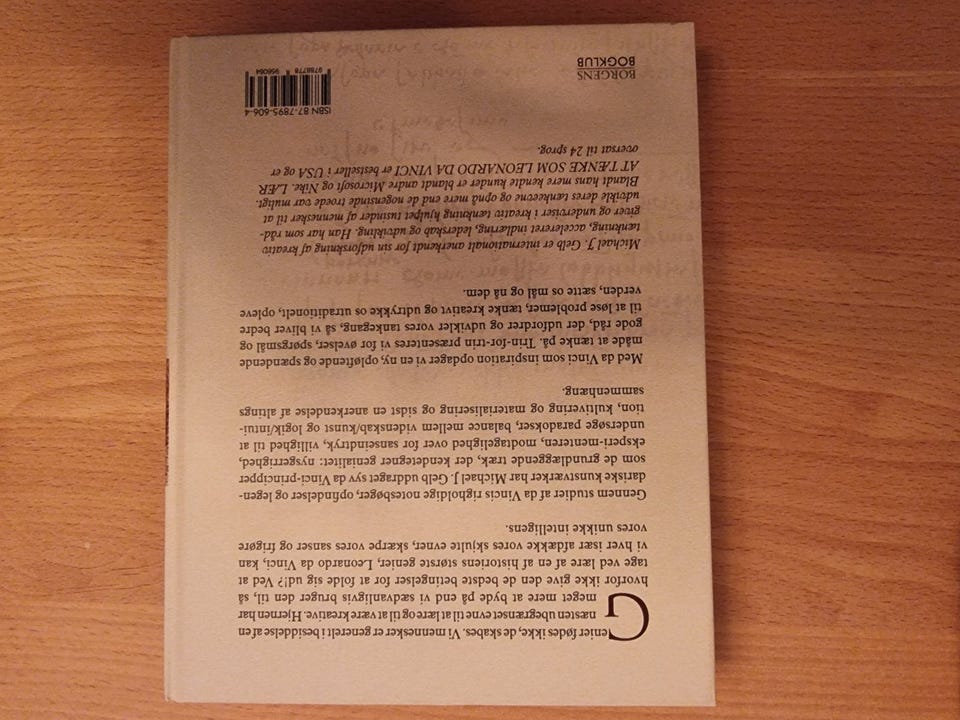 Genier fødes ikke, de skabes. Vi mennesker er generelt i besiddelse af en
næsten ubegrænset evne til at lære og til at være kreative. Hjernen har
meget mere at byde på end vi sædvanligvis bruger den til, så
hvorfor ikke give den de bedste betingelser for at folde sig ud!? Ved at
tage ved lære af en af historiens største genier, Leonardo da Vinci, kan
vi hver især afdække vores skjulte evner, skærpe vores sanser og frigøre
vores unikke intelligens.
Gennem studier af da Vincis righoldige notesbøger, opfindelser og legen-
dariske kunstværker har Michael J. Gelb uddraget syv da Vinci-principper
som de grundlæggende træk, der kendetegner genialitet: nysgerrighed,
eksperi-menteren, modtagelighed over for sanseindtryk, villighed til at
undersøge paradokser, balance mellem videnskab/kunst og logik/intui-
tion, kultivering og materialisering og sidst en anerkendelse af altings
sammenhæng.
Med da Vinci som inspiration opdager vi en ny, opløftende og spændende
måde at tænke på. Trin-for-trin præsenteres vi for øvelser, spørgsmål og
gode råd, der udfordrer og udvikler vores tankegang, så vi bliver bedre
til at løse problemer, tænke kreativt og udtrykke os utraditionelt, opleve
verden, sætte os mål og nå dem.
Michael J. Gelb er internationalt anerkendt for sin udforskning af kreativ
tænkning, accelereret indlæring, lederskab og udvikling. Han har som råd-
giver og underviser i kreativ tænkning hjulpet tusinder af mennesker til at
udvikle deres tænkeevne og opnå mere end de nogensinde troede var muligt.
Blandt hans mere kendte kunder er blandt andre Microsoft og Nike. LÆR
AT TÆNKE SOM LEONARDO DA VINCI er bestseller i USA og er
oversat til 24 sprog.
BORGENS
BOGKLUB
ISBN 87-7895-606-4
9788778 956064